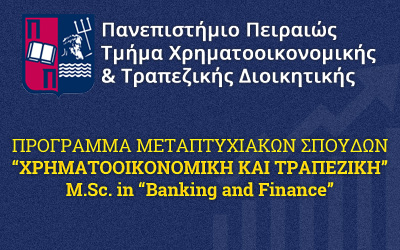 Πανεπιστήμιο Πειραιώς
Τμήμα Χρηματοοικονομικής
& Τραπεζικής Διοικητικής
ΠΡΟΓΡΑΜΜΑ ΜΕΤΑΠΤΥΧΙΑΚΩΝ ΣΠΟΥΔΩΝ
“ΧΡΗΜΑΤΟΟΙΚΟΝΟΜΙΚΗ ΚΑΙ ΤΡΑΠΕΖΙΚΗ”
M.Sc. in “Banking and Finance”